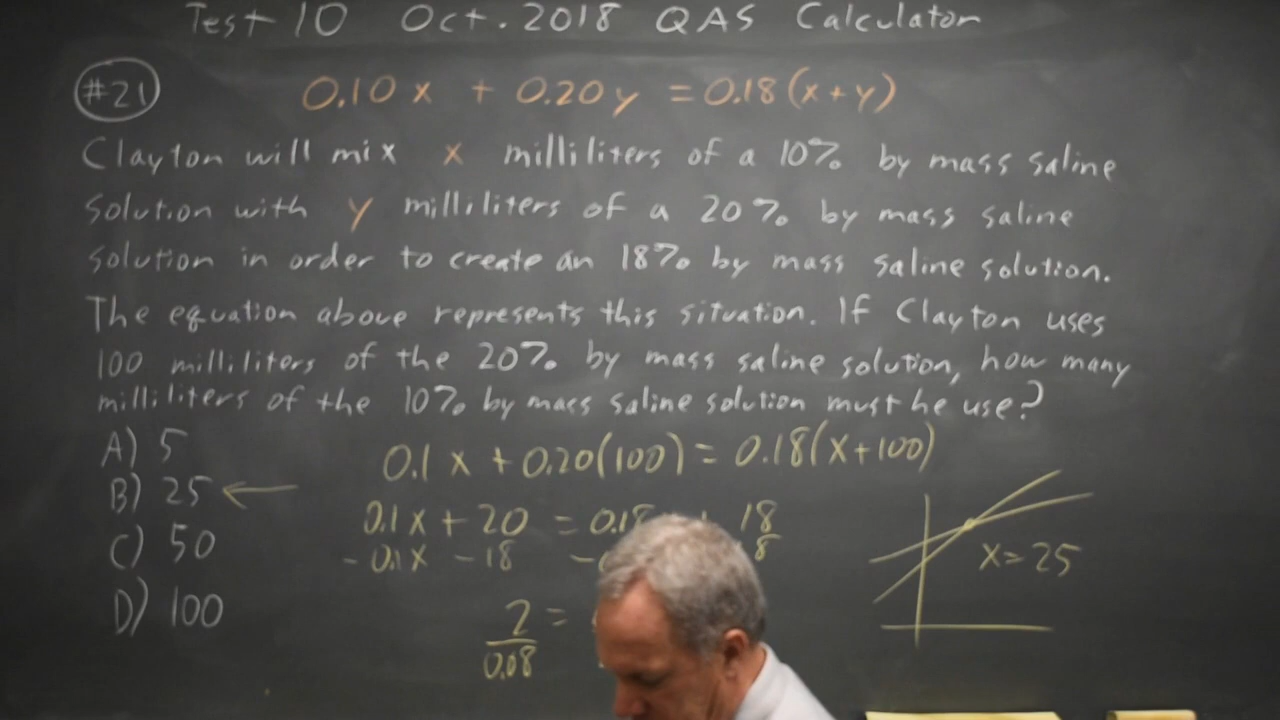 Test 10 Oct. 2018 QAS Calculator
#21
0.10x + 0.20y = 0.18(x+y)
Clayton will mix x milliliters of a 10% by mass saline
solution with y milliliters of a 20% by mass saline
solution in order to create an 18% by mass saline solution.
The equation above represents this situation. If Clayton uses
100 milliliters of the 20% by mass saline solution, how many
milliliters of the 10% by mass saline solution must he use?
A) 5
0.1x + 0.20(100) = 0.18(x+100)
B) 25 ←
0.1x + 20 = 0.18 18
C) 50
-0.1x - 18 - 8
x=25
D) 100
2 =
0.08